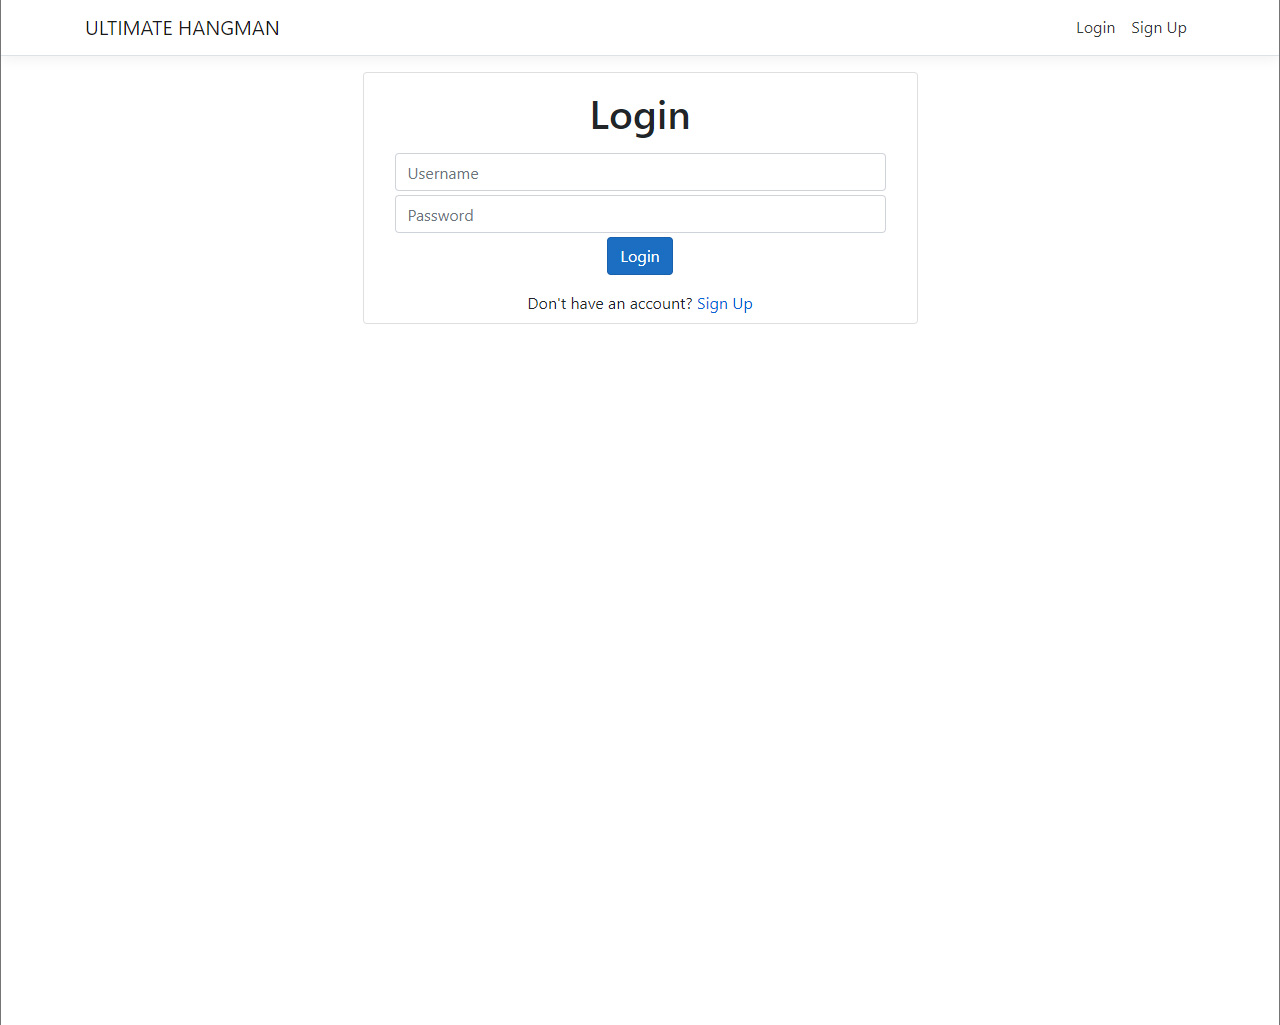 ULTIMATE HANGMAN
Login Sign Up
Login
Username
Password
Login
Don't have an account? Sign Up